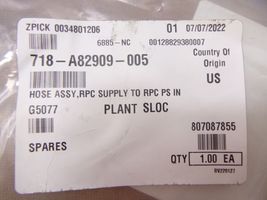 ZPICK 0034801206 01 07/07/2022
6885-NC 00128829380007
718-A82909-005 Country Of
Origin
US
HOSE ASSY,RPC SUPPLY TO RPC PS IN
G5077 PLANT SLOC
807087855
SPARES
QTY 1.00 EA